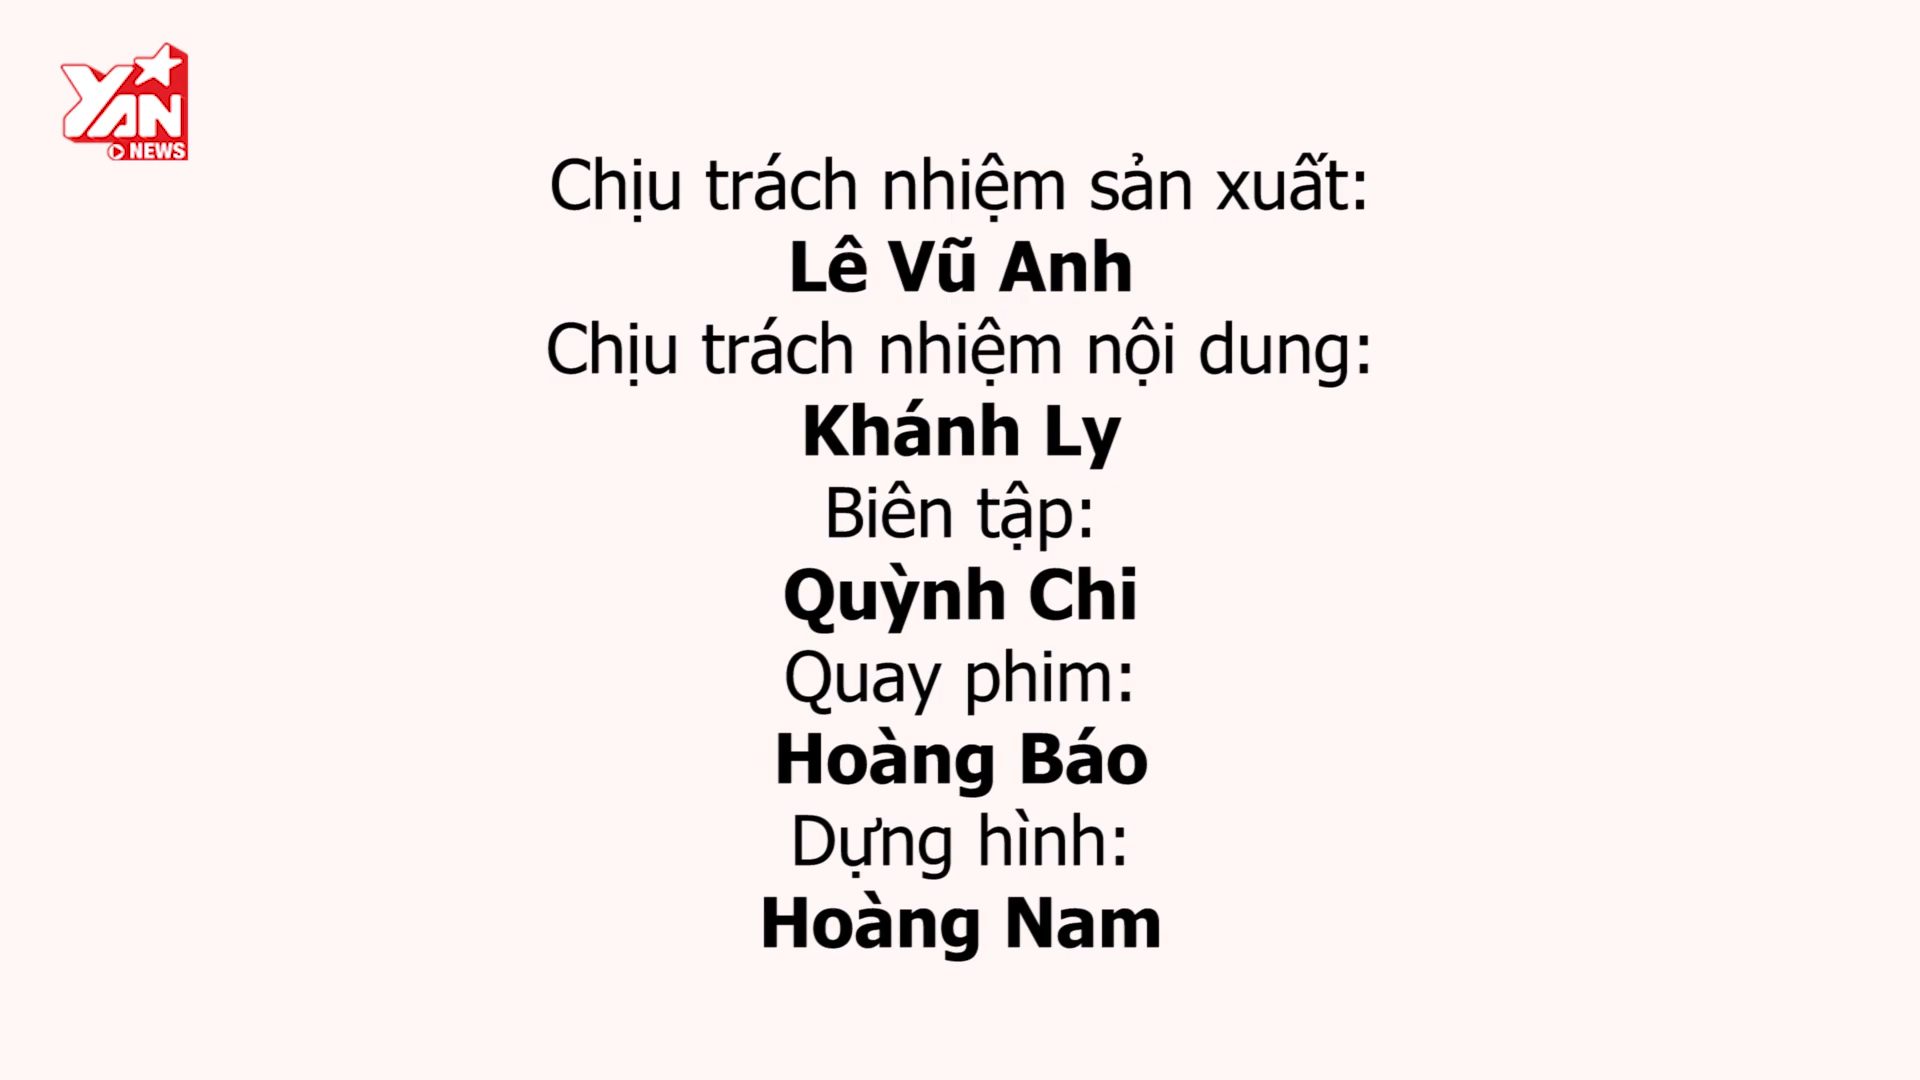 YAN
NEWS
Chịu trách nhiệm sản xuất:
Lê Vũ Anh
Chịu trách nhiệm nội dung:
Khánh Ly
Biên tập:
Quỳnh Chi
Quay phim:
Hoàng Báo
Dựng hình:
Hoàng Nam